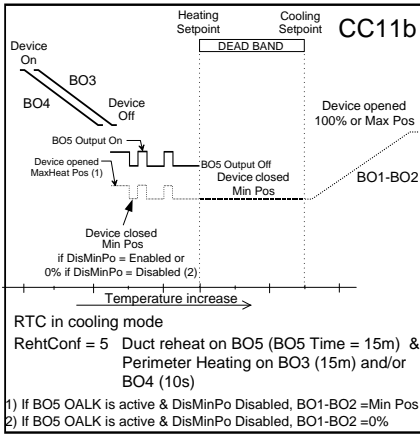 CC11b
Heating Setpoint
Cooling Setpoint
DEAD BAND
Device On
BO3
BO4
Device Off
Device opened 100% or Max Pos
BO5 Output On
BO5 Output Off
Device opened MaxHeat Pos (1)
Device closed Min Pos
BO1-BO2
Device closed
Min Pos
if DisMinPo = Enabled or
0% if DisMinPo = Disabled (2)
Temperature increase
RTC in cooling mode
RehtConf = 5 Duct reheat on BO5 (BO5 Time = 15m) &
Perimeter Heating on BO3 (15m) and/or
BO4 (10s)
1) If BO5 OALK is active & DisMinPo Disabled, BO1-BO2 =Min Pos
2) If BO5 OALK is active & DisMinPo Disabled, BO1-BO2 =0%